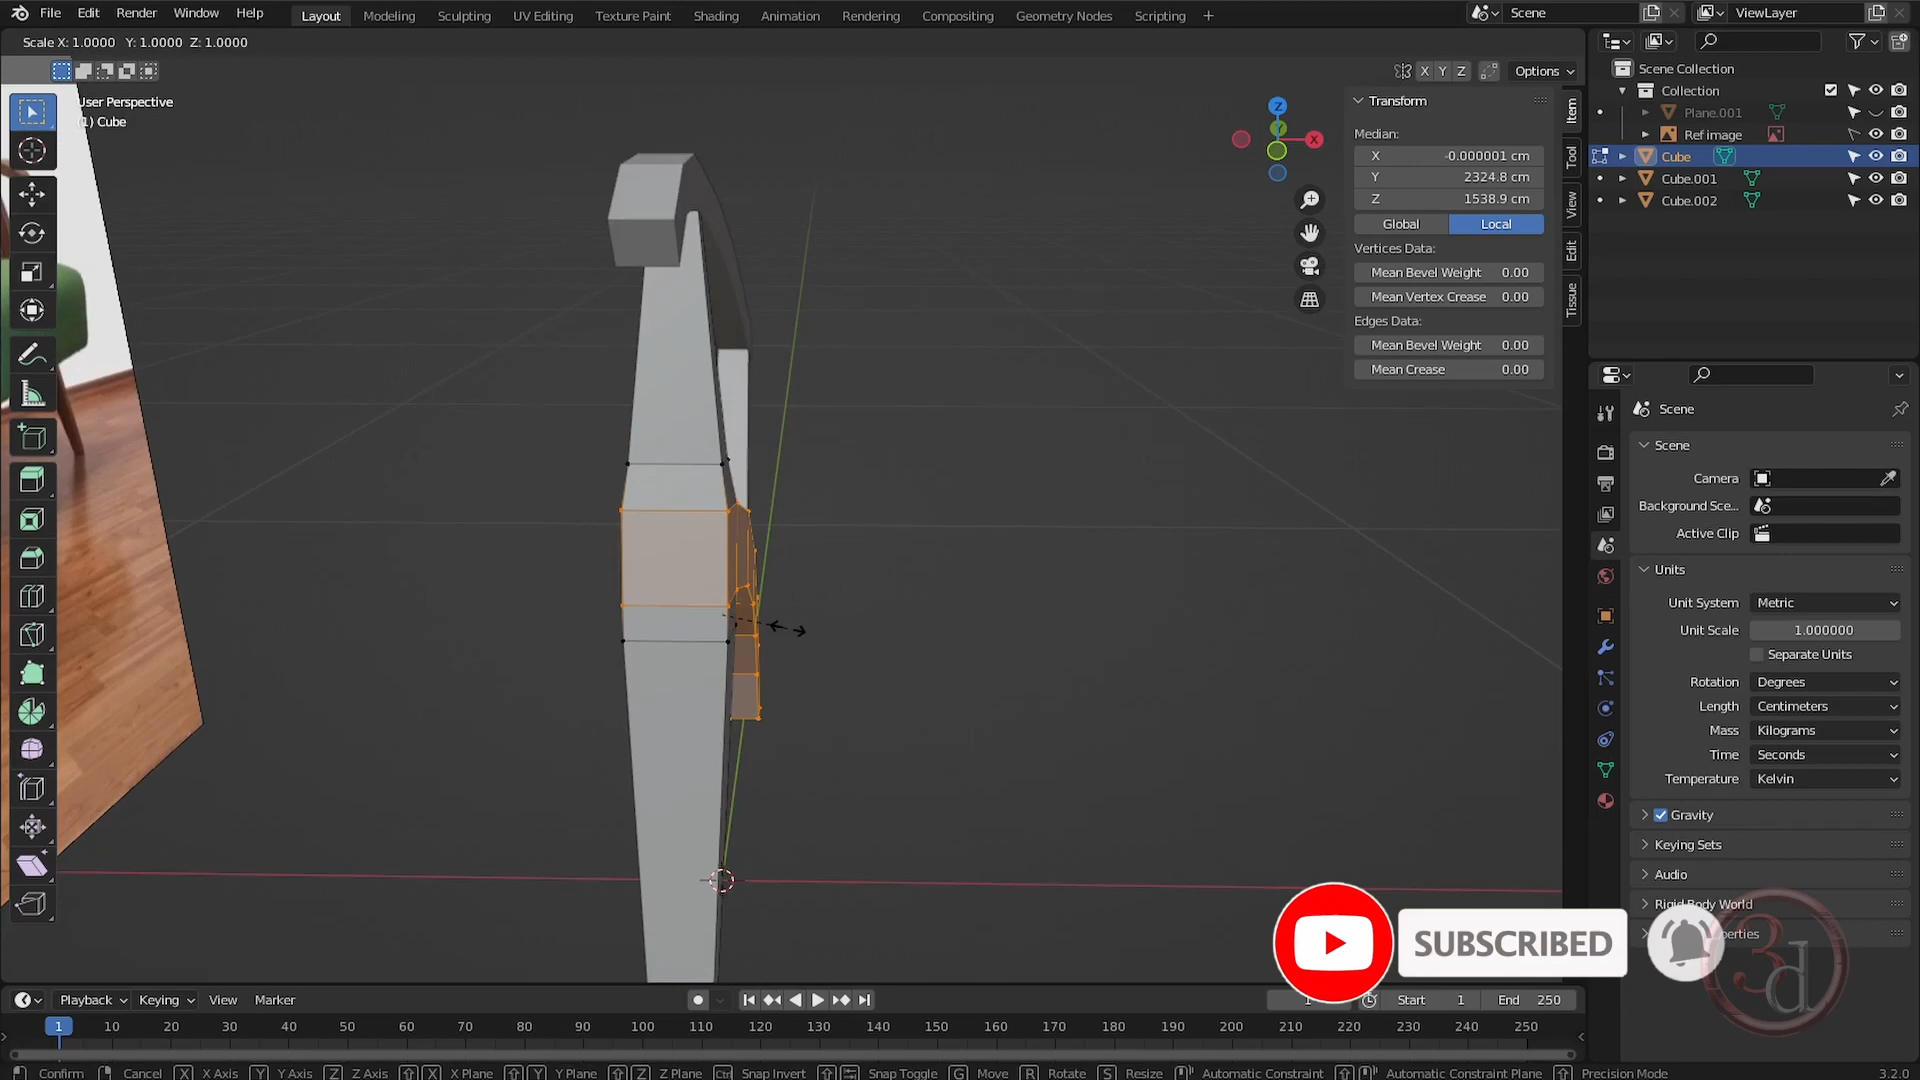 File Edit Render Window Help
Layout Modeling Sculpting UV Editing Texture Paint Shading Animation Rendering Compositing Geometry Nodes Scripting +
Scene
ViewLayer
Scale X: 1.0000 Y: 1.0000 Z: 1.0000
X Y Z
Options
User Perspective
(1) Cube
Z
X
Transform
Median:
X -0.000001 cm
Y 2324.8 cm
Z 1538.9 cm
Global Local
Vertices Data:
Mean Bevel Weight 0.00
Mean Vertex Crease 0.00
Edges Data:
Mean Bevel Weight 0.00
Mean Crease 0.00
Item
Tool
View
Edit
Tissue
Scene Collection
Collection
Plane.001
Ref image
Cube
Cube.001
Cube.002
Scene
Scene
Camera
Background Sce...
Active Clip
Units
Unit System Metric
Unit Scale 1.000000
Separate Units
Rotation Degrees
Length Centimeters
Mass Kilograms
Time Seconds
Temperature Kelvin
Gravity
Keying Sets
Audio
Rigid Body World
SUBSCRIBED
3d
Playback Keying View Marker
1 Start 1 End 250
1 10 20 30 40 50 60 70 80 90 100 110 120 130 140 150 160 170 180 190 200 210 220 230 240 250
Confirm Cancel X X Axis Y Y Axis Z Z Axis X X Plane Y Y Plane Z Z Plane Ctrl Snap Invert Snap Toggle G Move R Rotate S Resize Automatic Constraint Automatic Constraint Plane Precision Mode 3.2.0